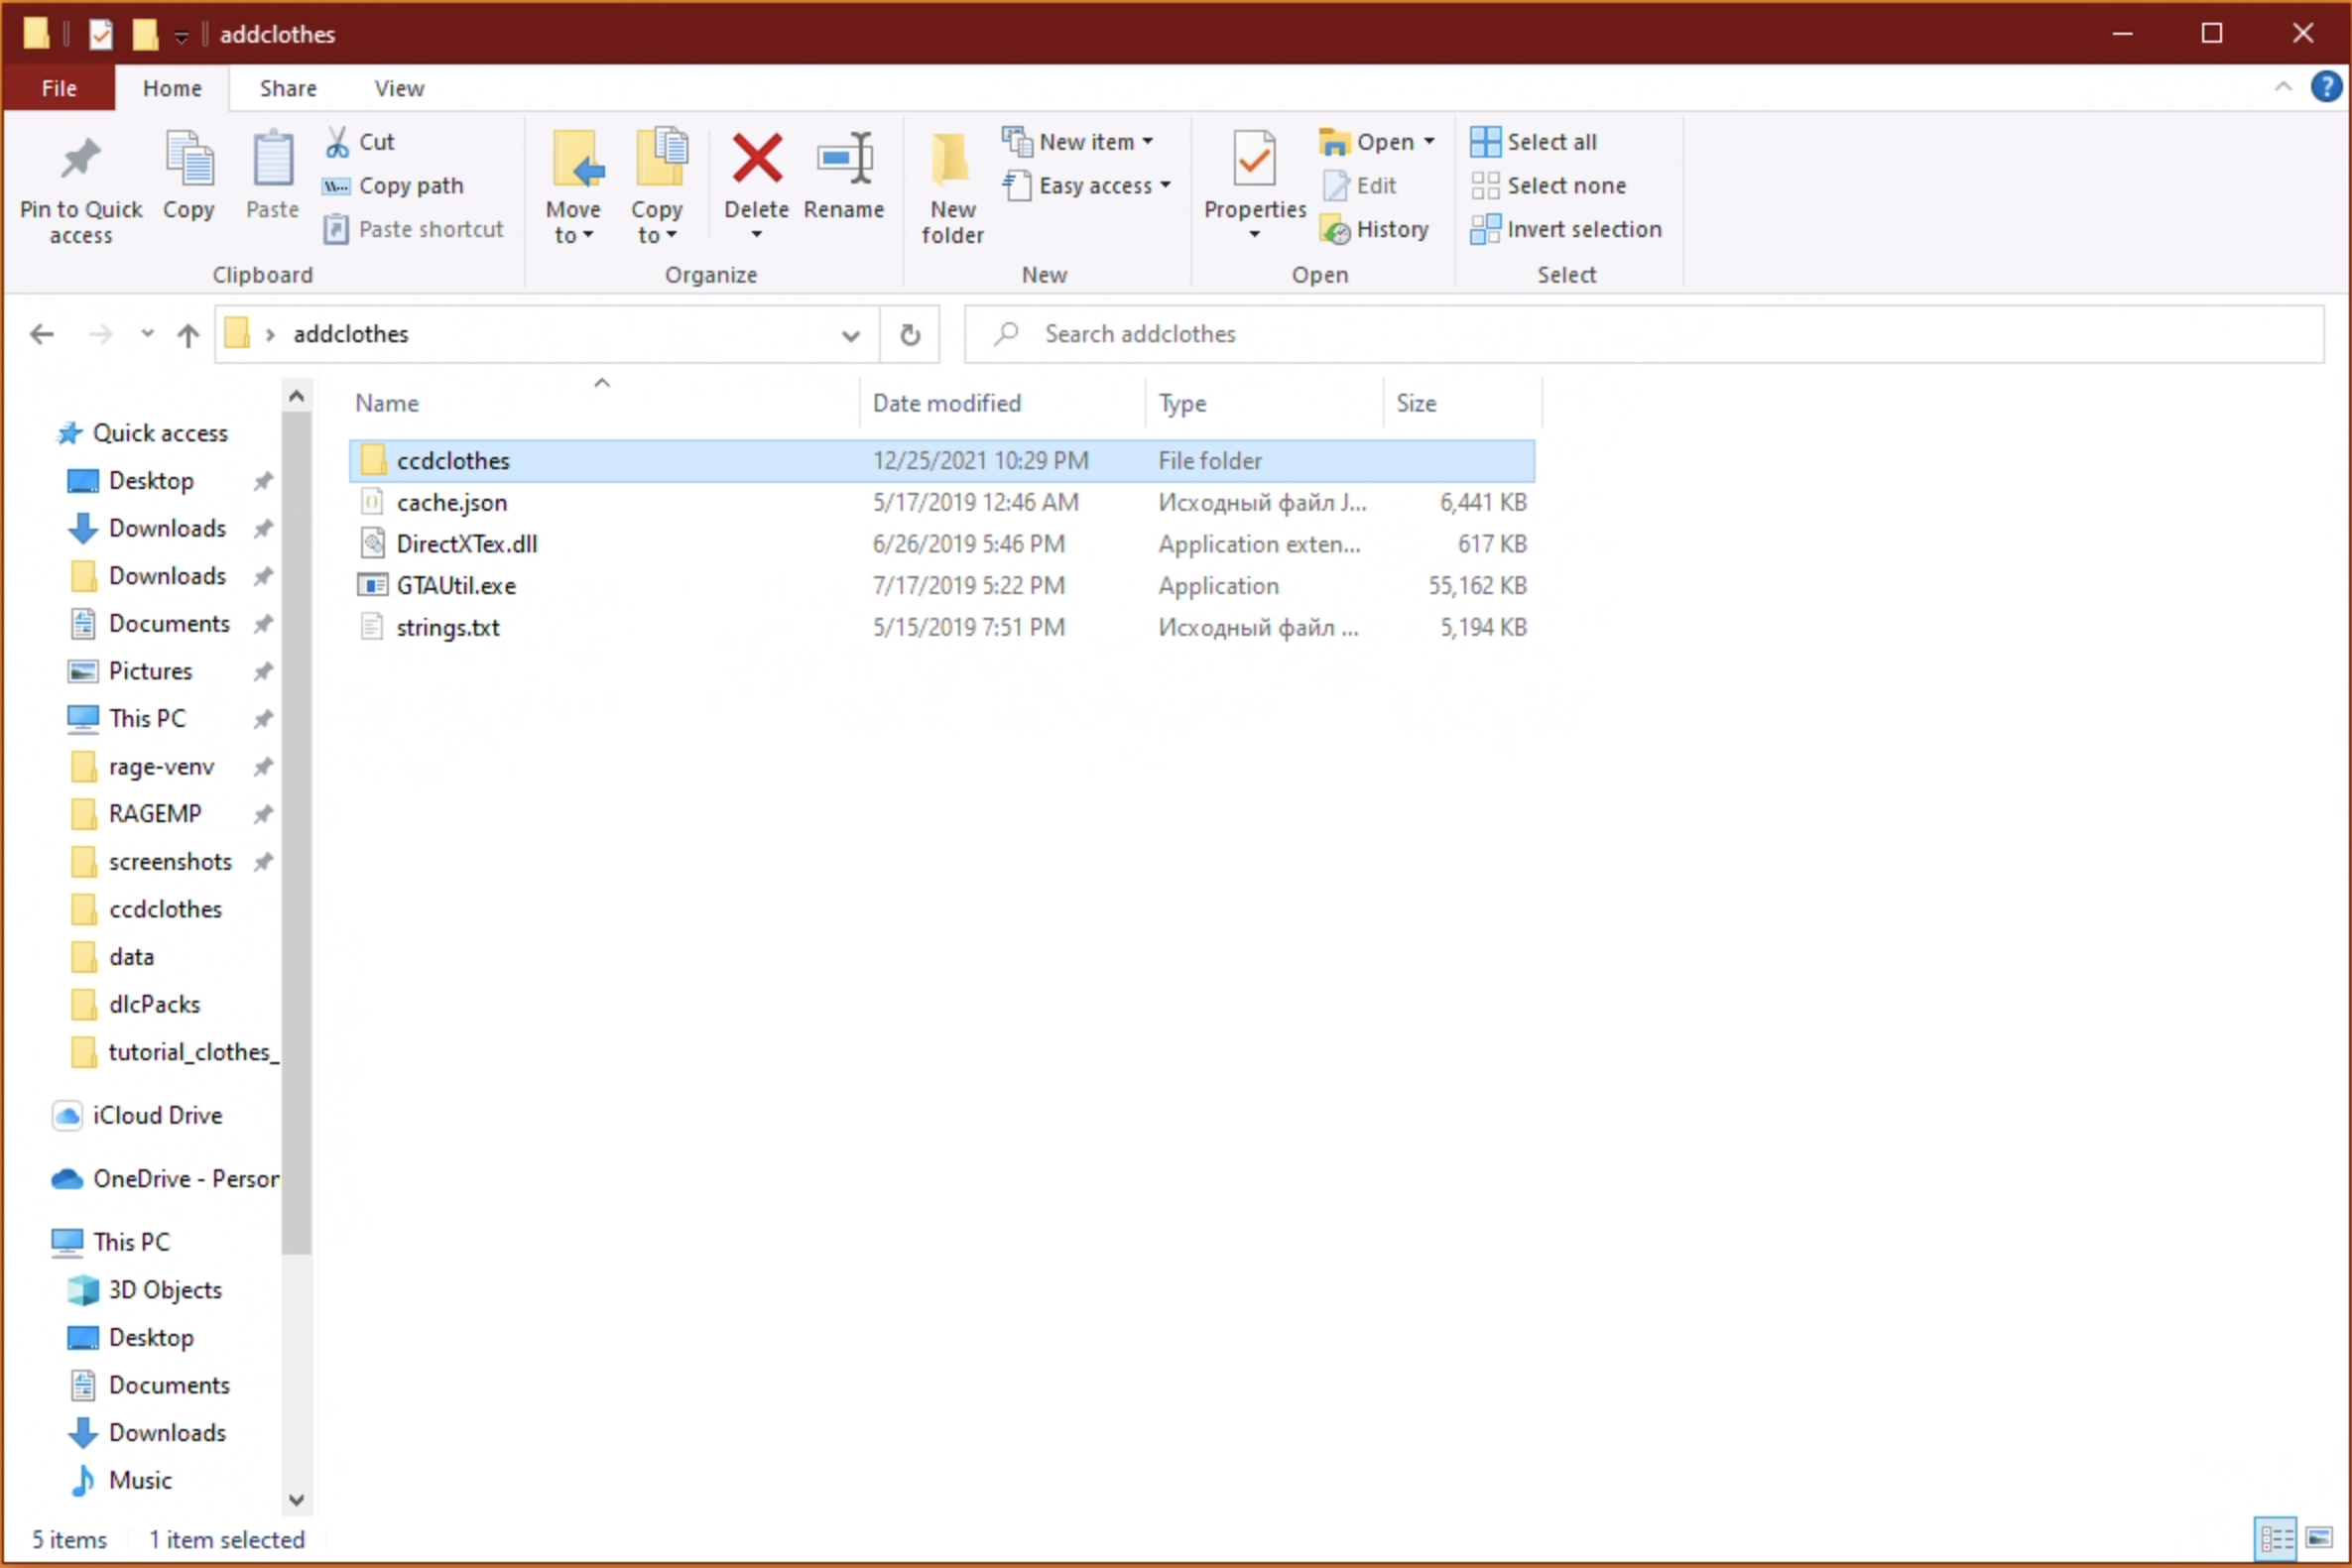 addclothes
File Home Share View
Pin to Quick access
Copy
Paste
Cut
Copy path
Paste shortcut
Clipboard
Move to
Copy to
Delete
Rename
Organize
New folder
New item
Easy access
New
Properties
Open
Edit
History
Open
Select all
Select none
Invert selection
Select
addclothes
Search addclothes
Name Date modified Type Size
ccdclothes 12/25/2021 10:29 PM File folder
cache.json 5/17/2019 12:46 AM Исходный файл J... 6,441 KB
DirectXTex.dll 6/26/2019 5:46 PM Application exten... 617 KB
GTAUtil.exe 7/17/2019 5:22 PM Application 55,162 KB
strings.txt 5/15/2019 7:51 PM Исходный файл ... 5,194 KB
Quick access
Desktop
Downloads
Downloads
Documents
Pictures
This PC
rage-venv
RAGEMP
screenshots
ccdclothes
data
dlcPacks
tutorial_clothes_
iCloud Drive
OneDrive - Person
This PC
3D Objects
Desktop
Documents
Downloads
Music
5 items 1 item selected